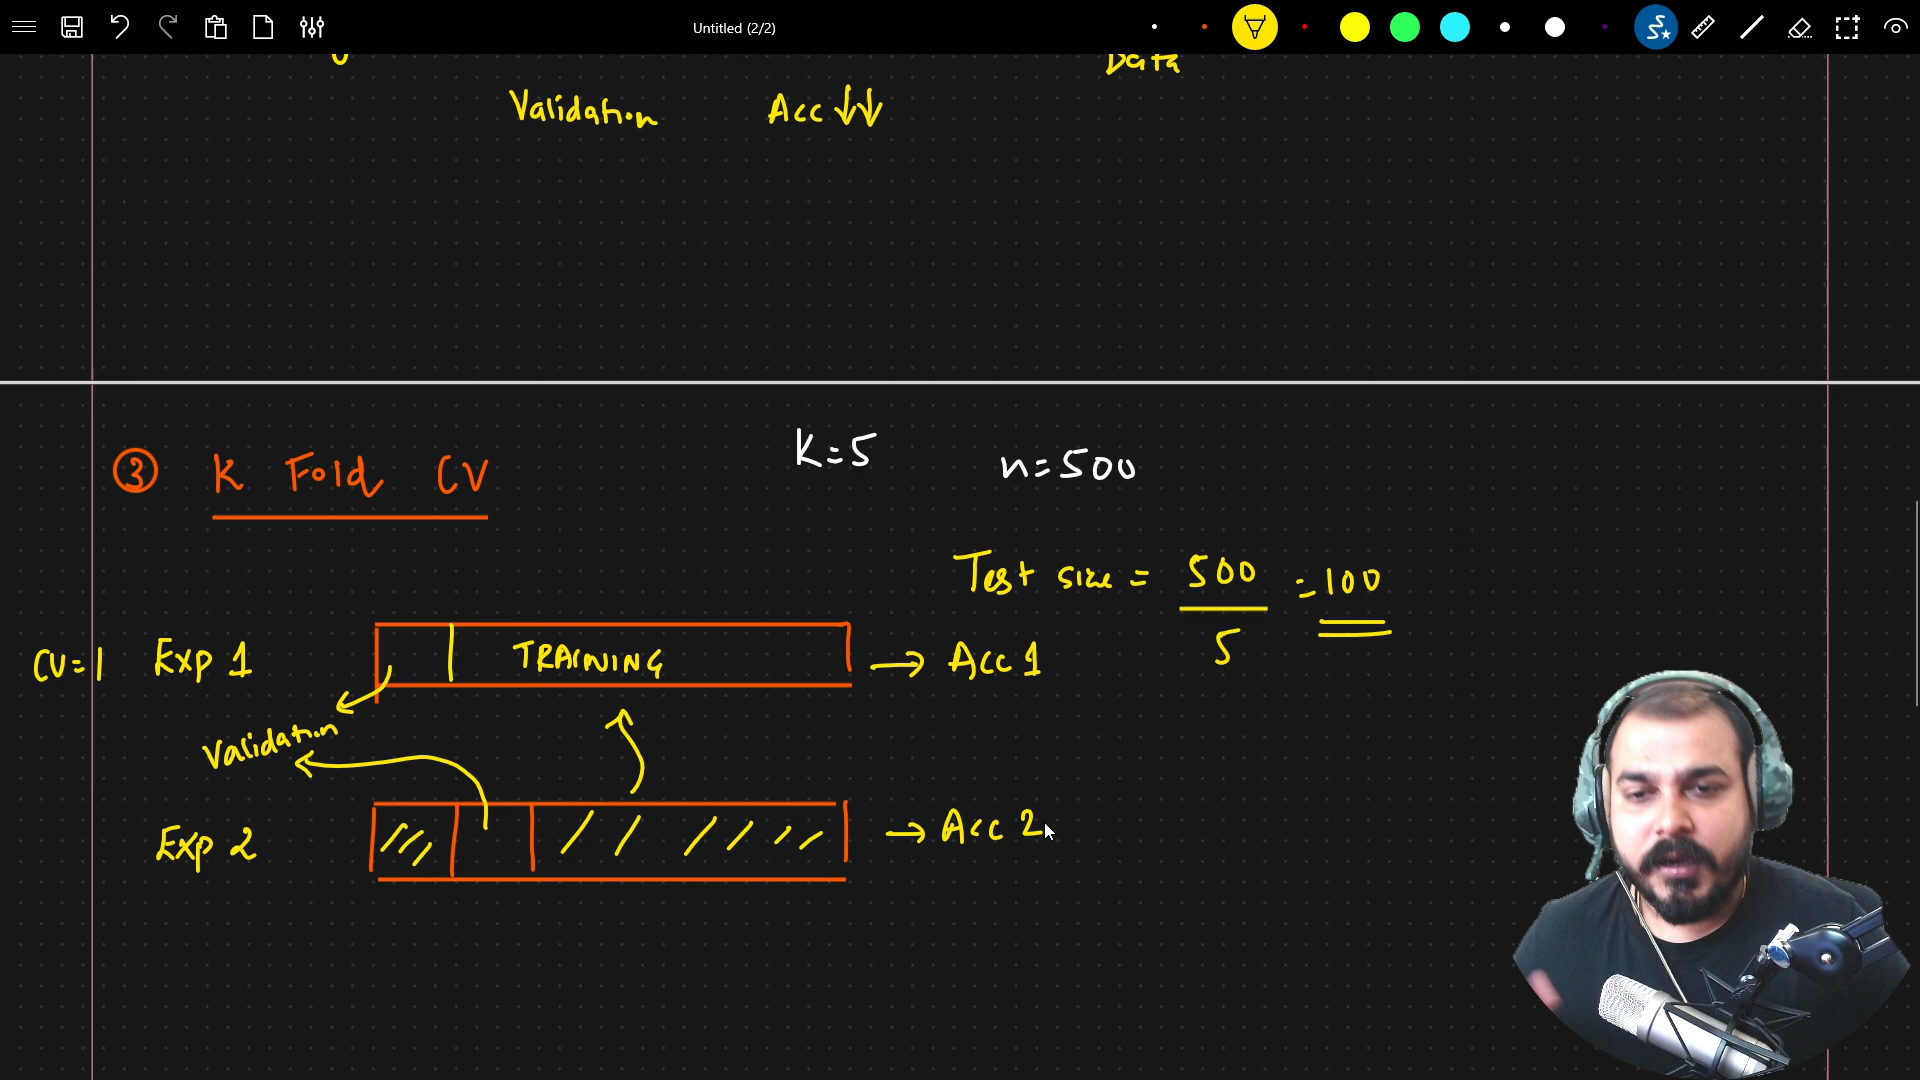 Untitled (2/2)
Data
Validation Acc ↓↓
③ K Fold CV K=5 n=500
Test size = 500 / 5 = 100
CV=1 Exp 1 TRAINING → Acc 1
Validation
Exp 2 → Acc 2